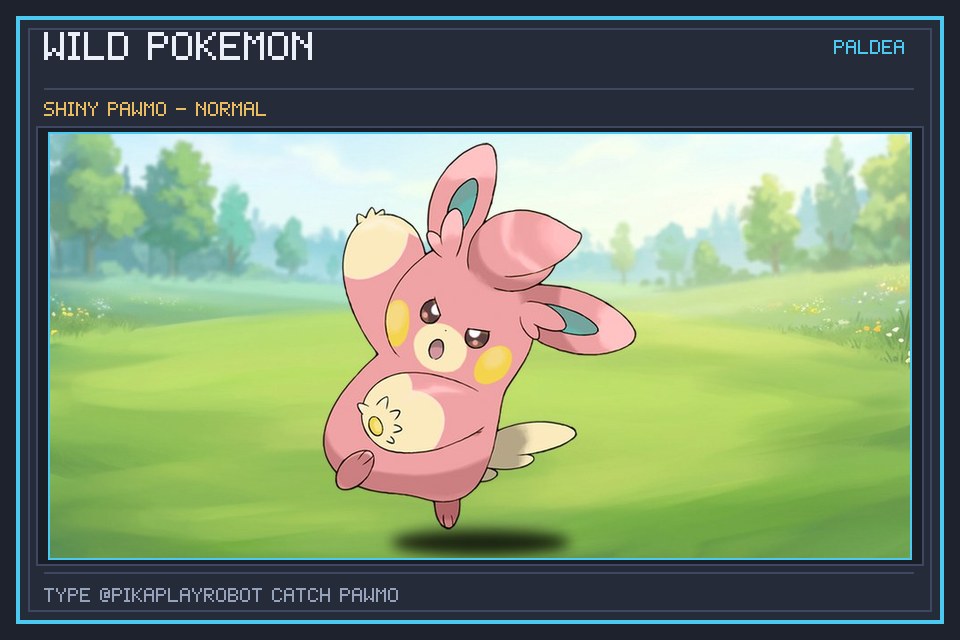 WILD POKEMON
PALDEA
SHINY PAWMO - NORMAL
TYPE @PIKAPLAYROBOT CATCH PAWMO